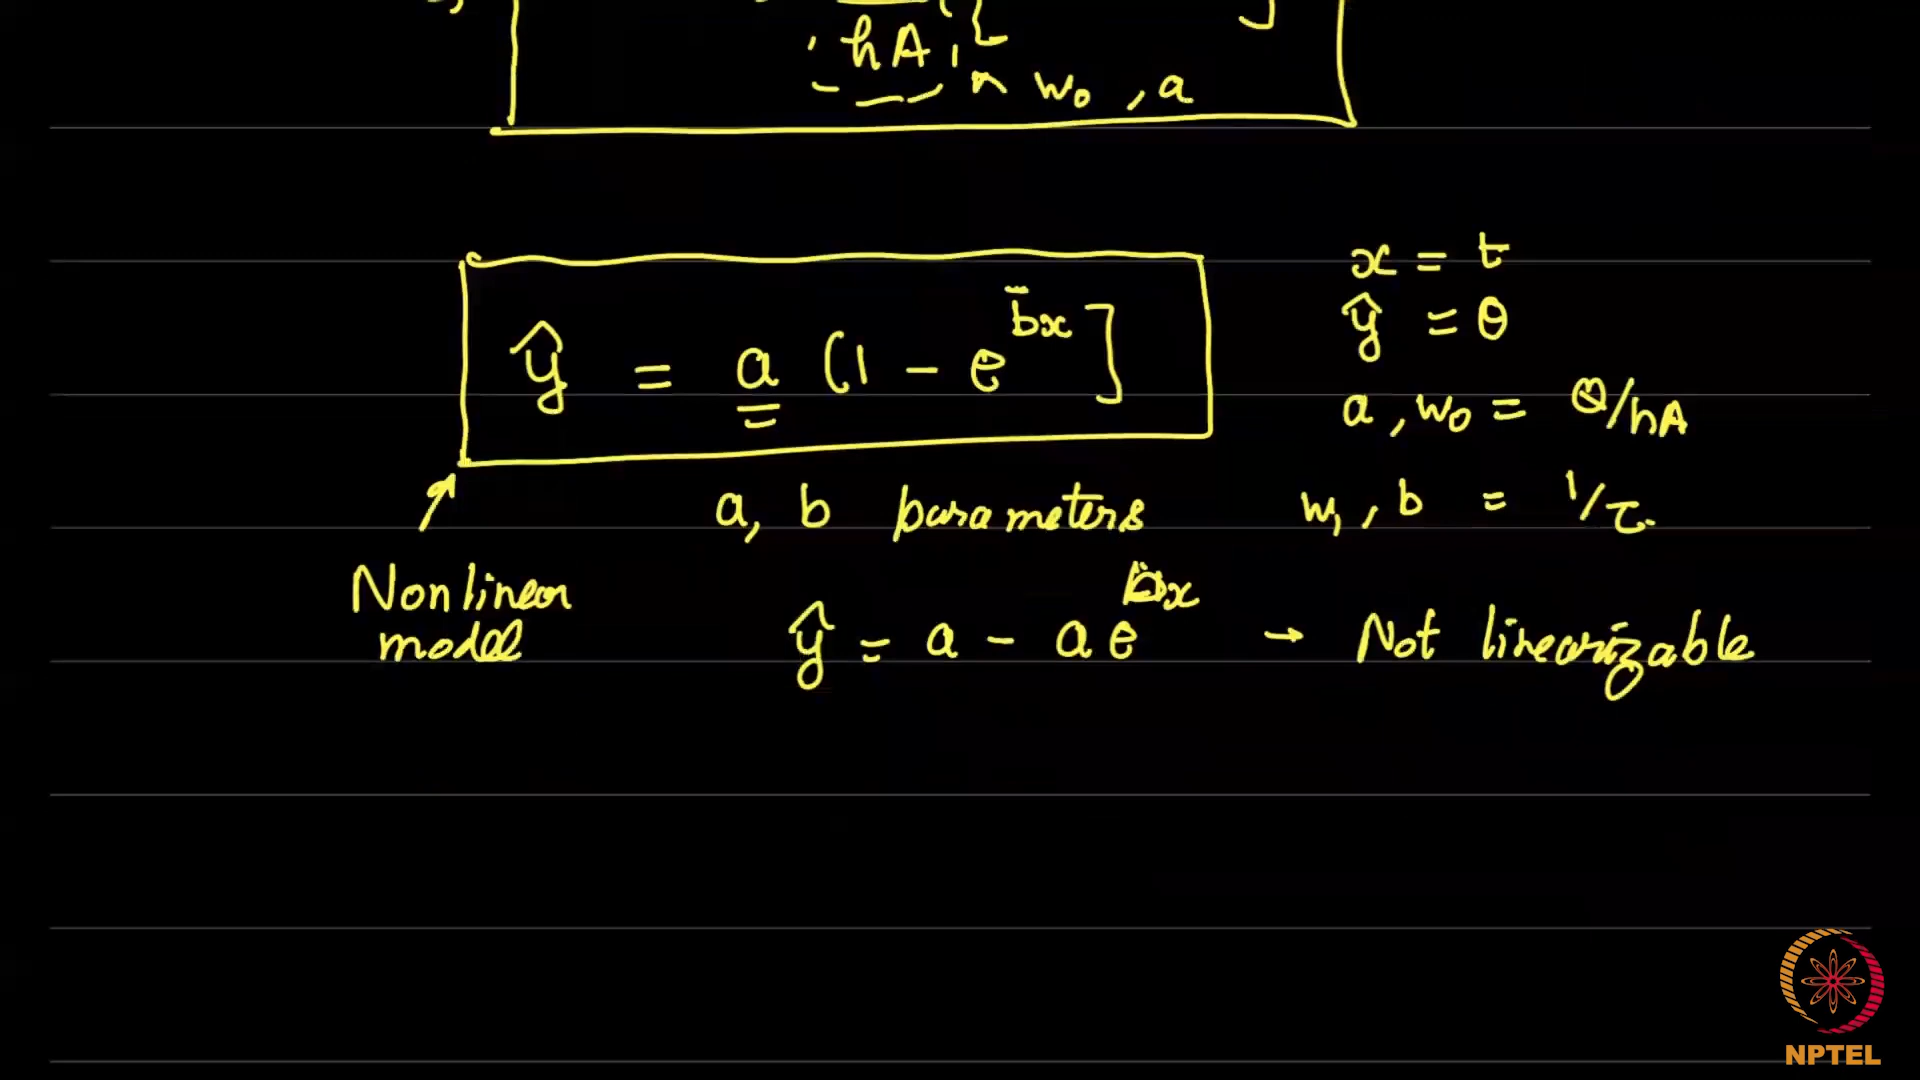 hA
w₀ , a
x = t
ŷ = a (1 - e^-bx]
ŷ = θ
a , w₀ = Q/hA
a, b parameters
w₁ , b = 1/τ
Nonlinear
model
ŷ = a - a e^bx → Not linearizable
NPTEL